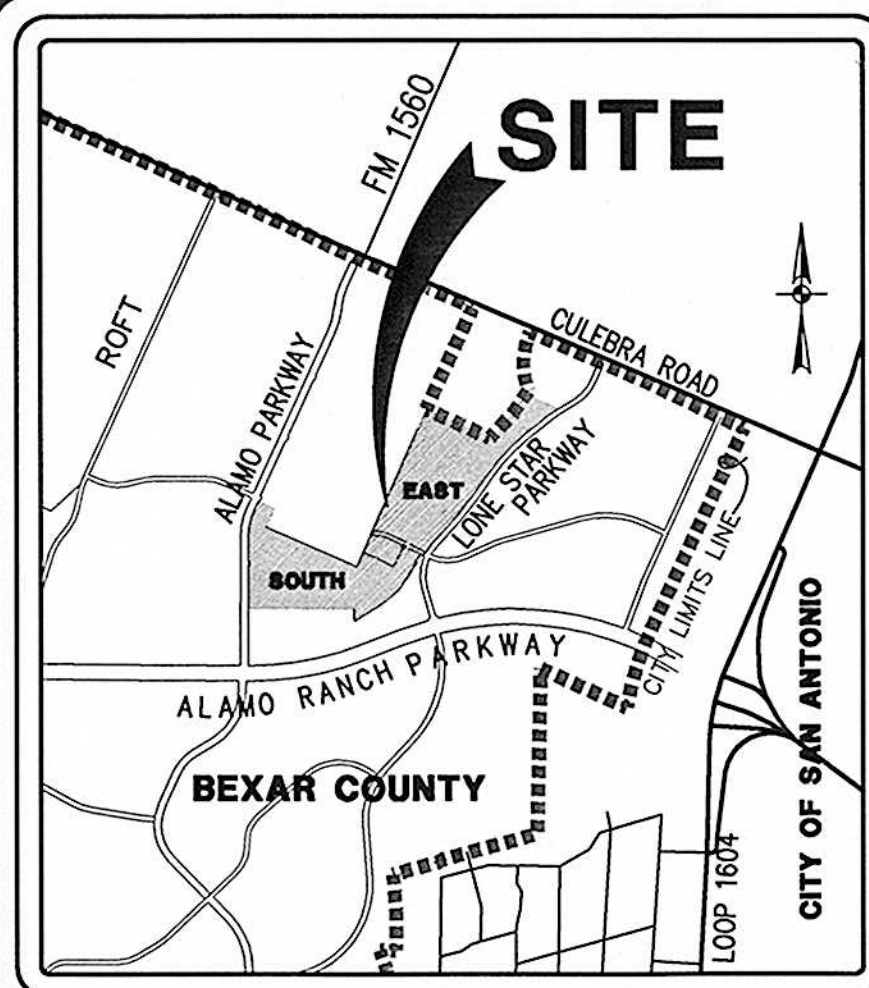 SITE
FM 1560
ROFT
ALAMO PARKWAY
CULEBRA ROAD
EAST
LONE STAR
PARKWAY
SOUTH
CITY LIMITS LINE
ALAMO RANCH PARKWAY
BEXAR COUNTY
LOOP 1604
CITY OF SAN ANTONIO